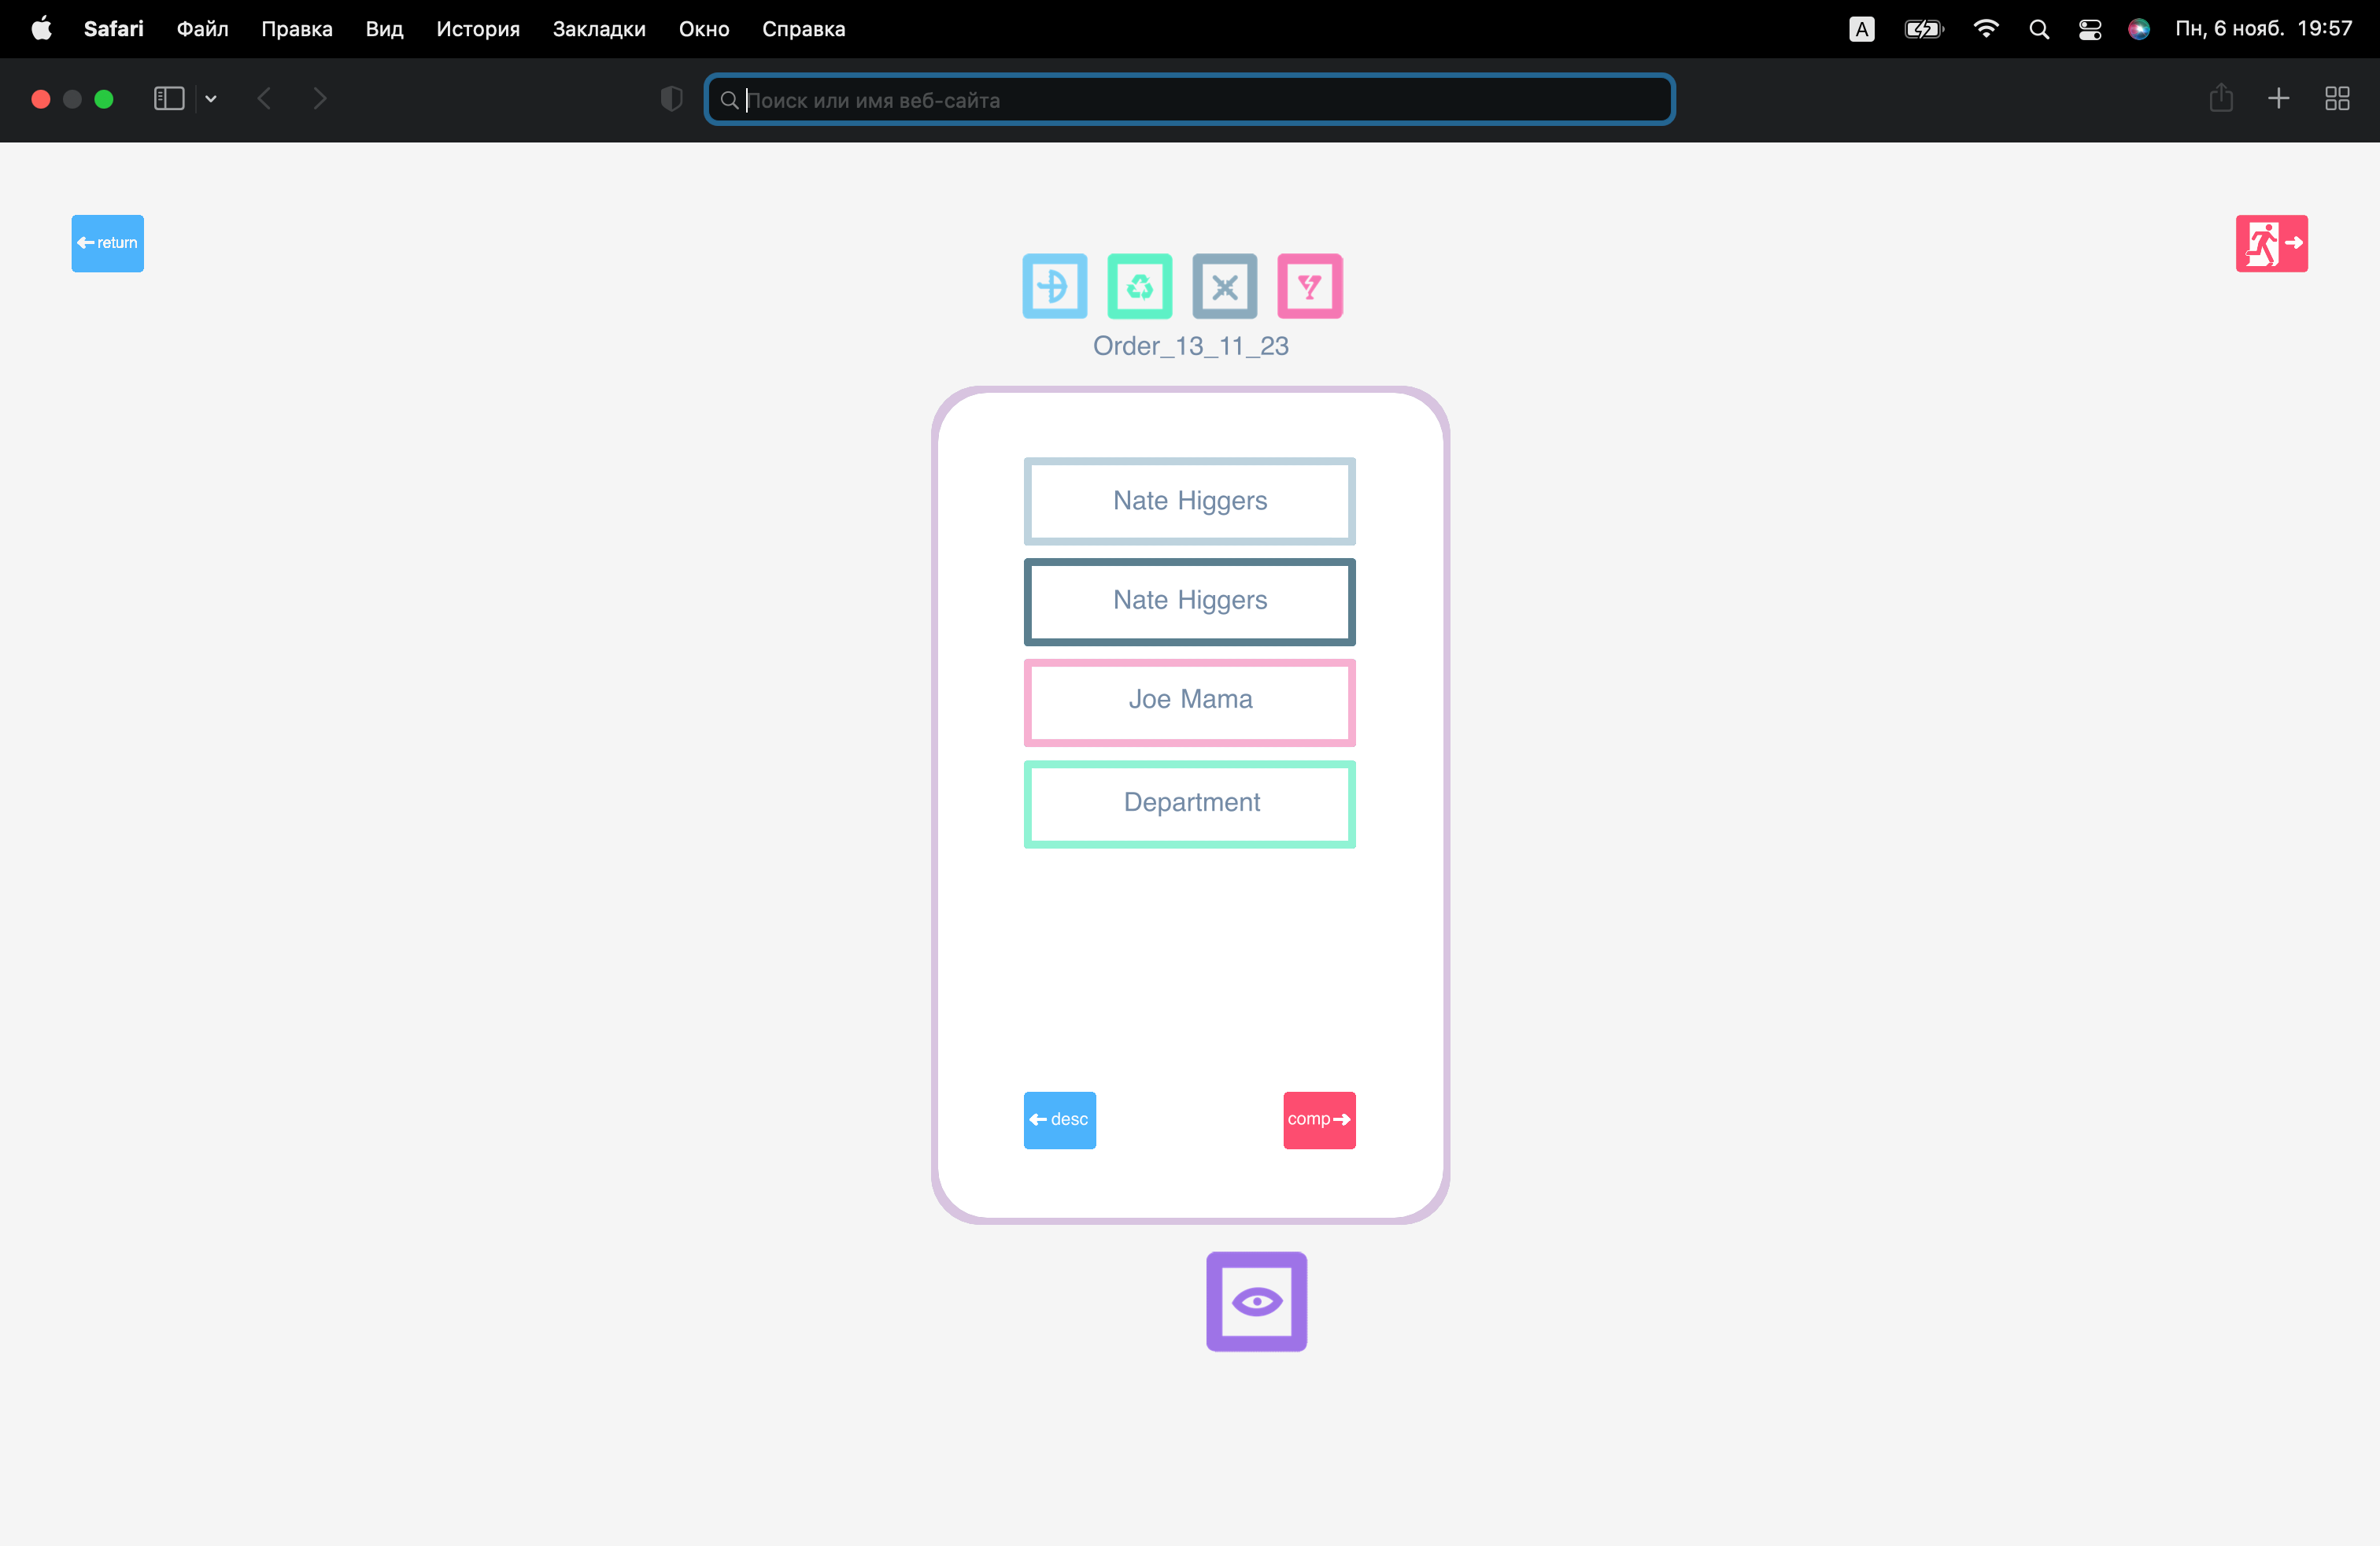 Safari Файл Правка Вид История Закладки Окно Справка A Пн, 6 нояб. 19:57
Поиск или имя веб-сайта
return
Order_13_11_23
Nate Higgers
Nate Higgers
Joe Mama
Department
desc comp